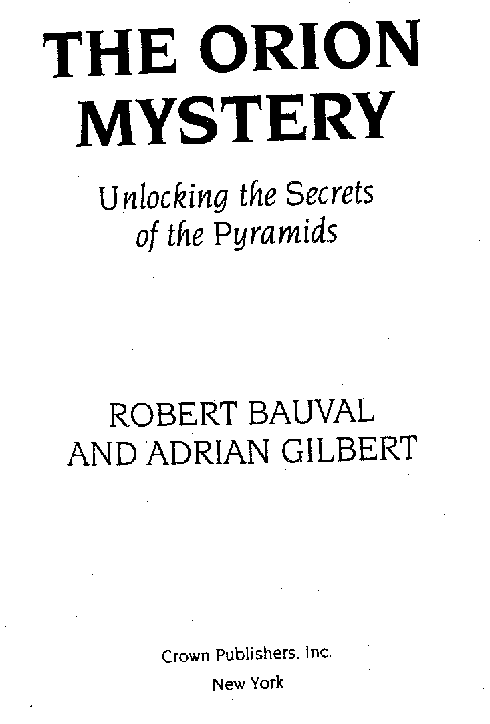 THE ORION
MYSTERY
Unlocking the Secrets
of the Pyramids
ROBERT BAUVAL
AND ADRIAN GILBERT
Crown Publishers, Inc.
New York